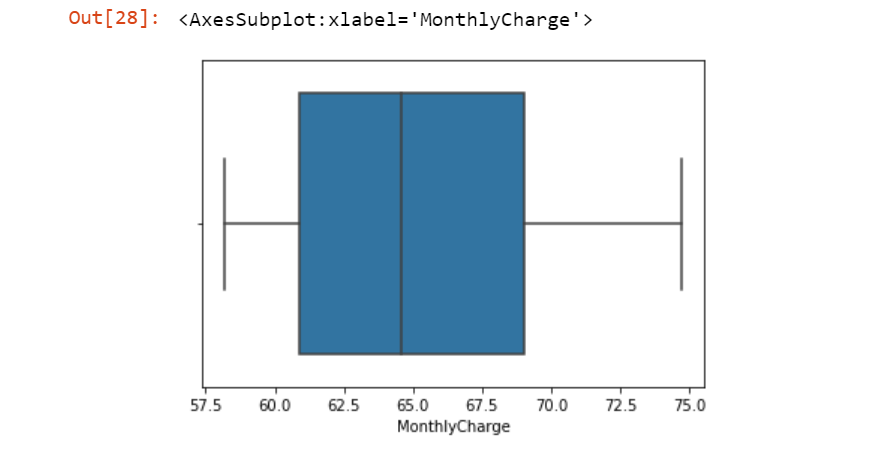 Out[28]: <AxesSubplot:xlabel='MonthlyCharge'>
57.5 60.0 62.5 65.0 67.5 70.0 72.5 75.0
MonthlyCharge